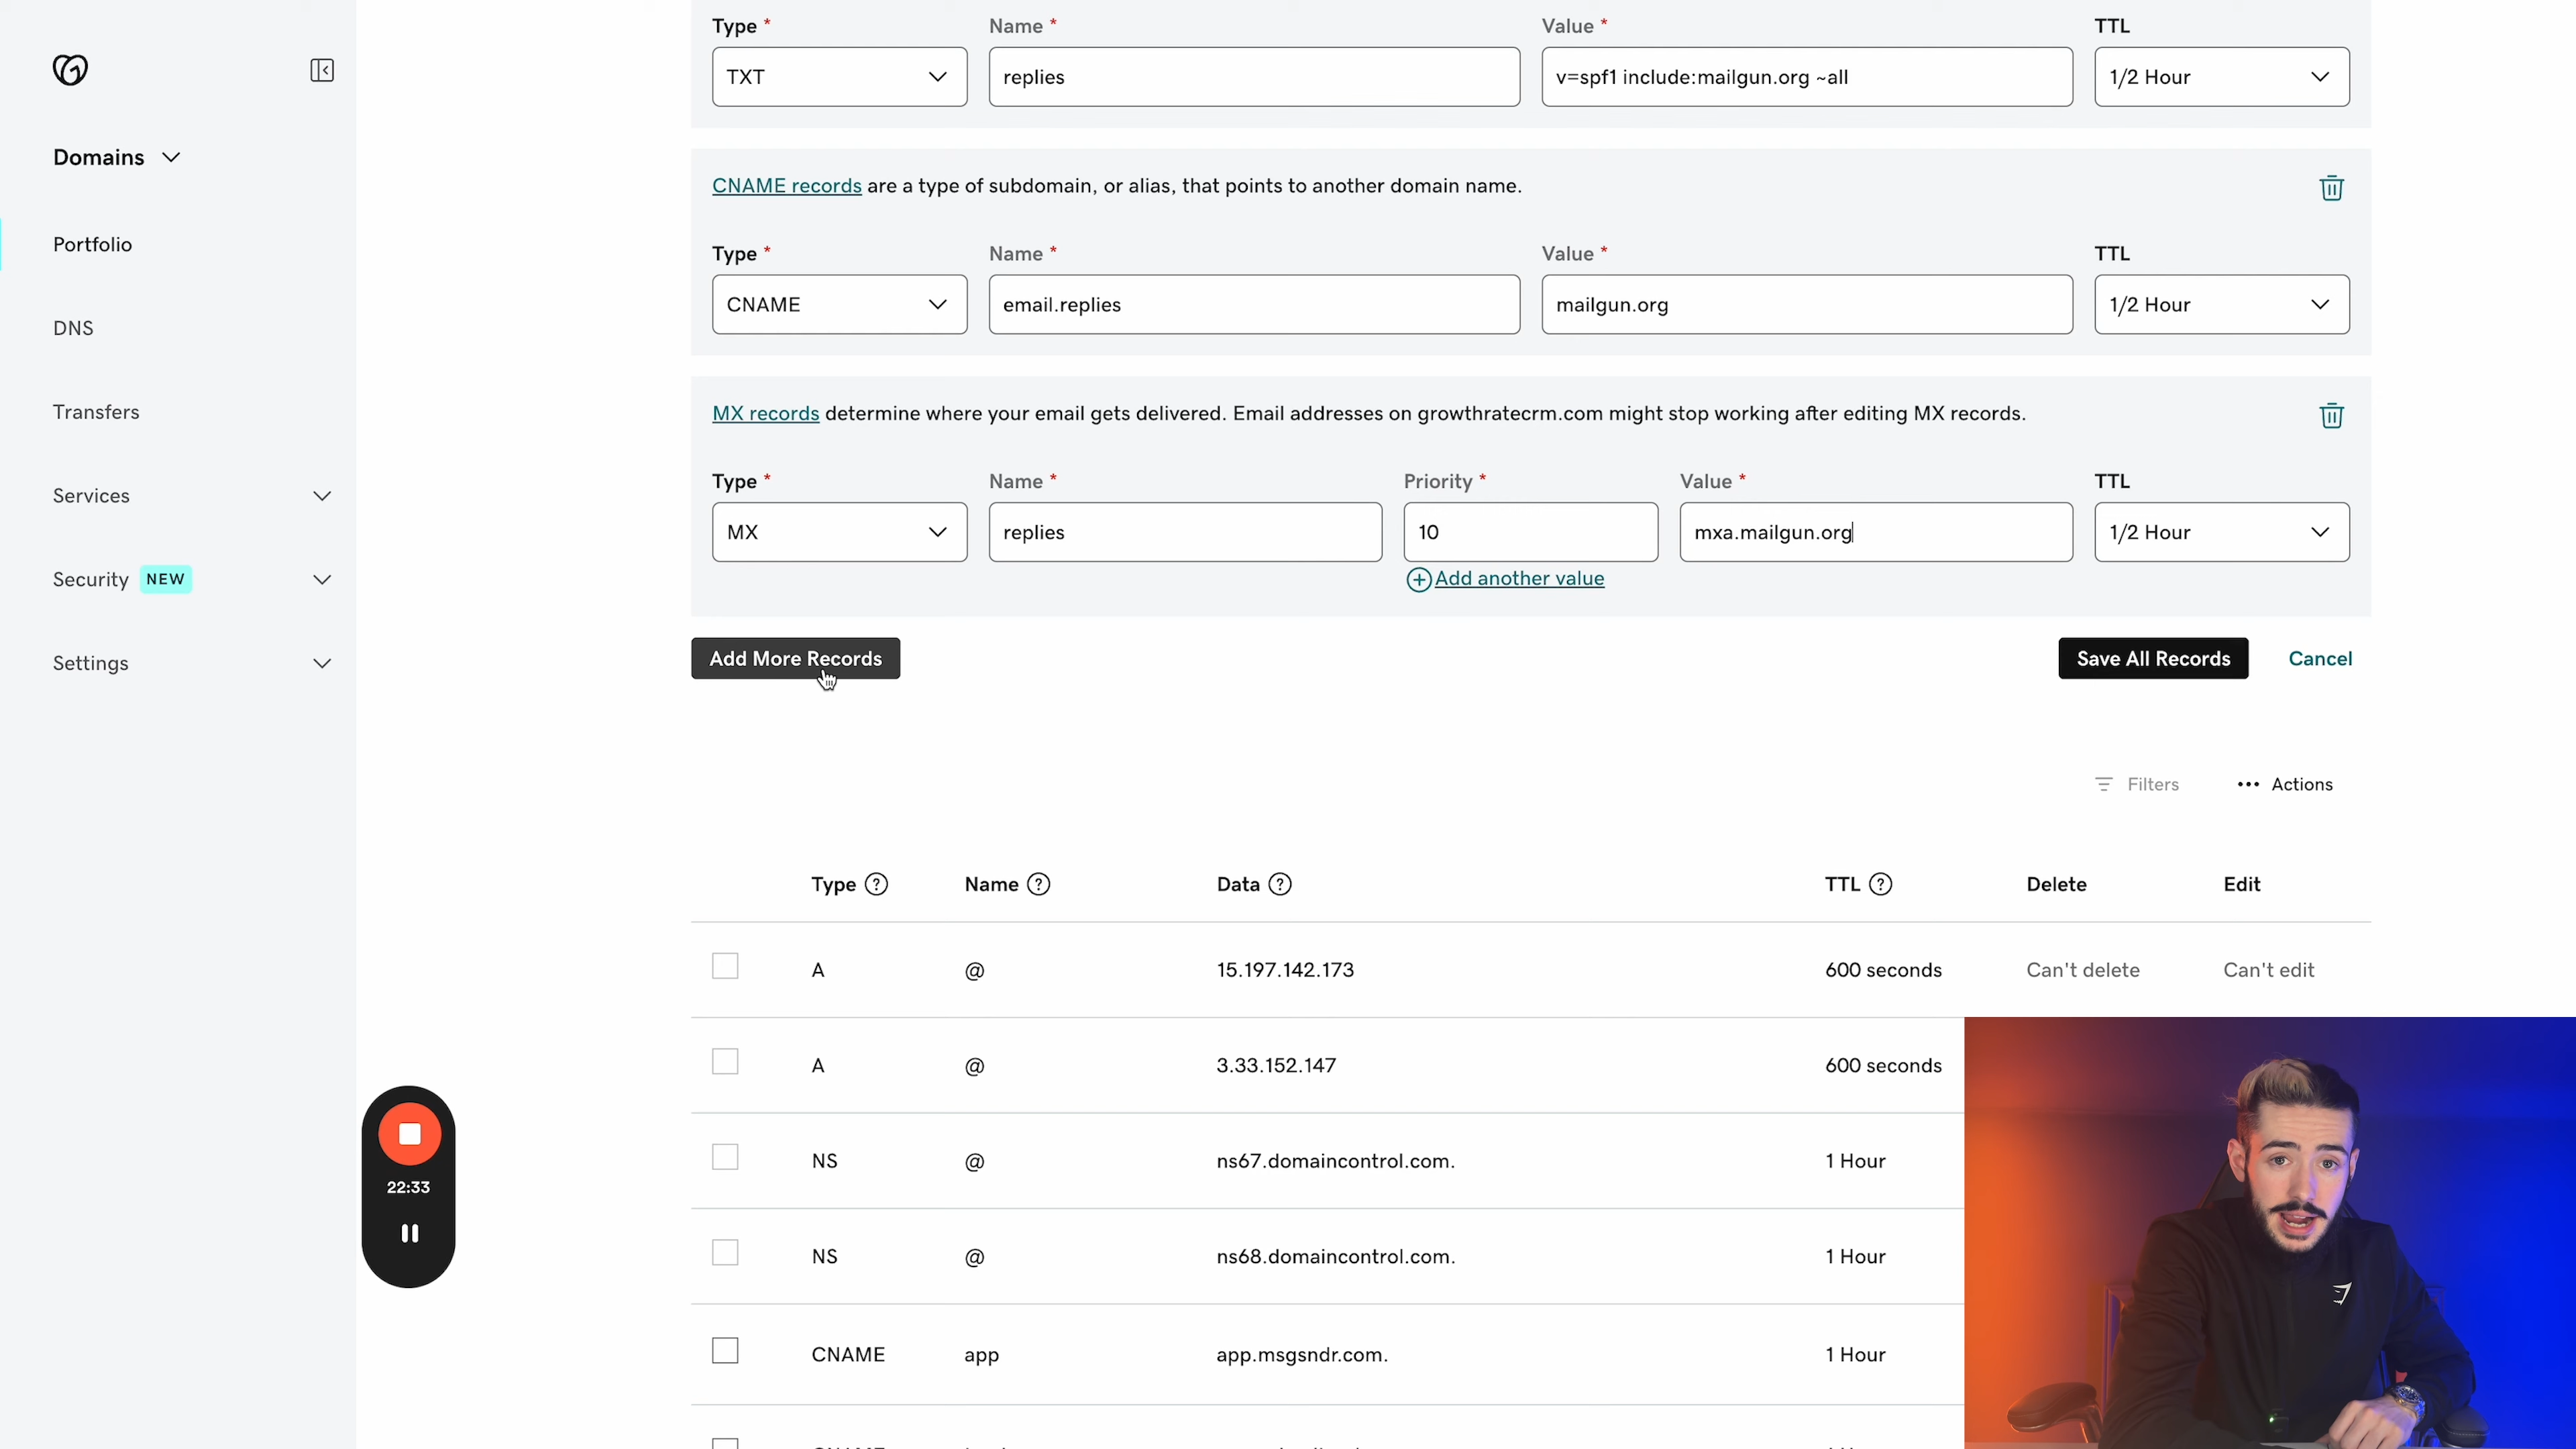 Type * Name * Value * TTL
TXT replies v=spf1 include:mailgun.org ~all 1/2 Hour
Domains
CNAME records are a type of subdomain, or alias, that points to another domain name.
Portfolio
Type * Name * Value * TTL
CNAME email.replies mailgun.org 1/2 Hour
DNS
Transfers
MX records determine where your email gets delivered. Email addresses on growthratecrm.com might stop working after editing MX records.
Services
Type * Name * Priority * Value * TTL
MX replies 10 mxa.mailgun.org 1/2 Hour
Security NEW
Add another value
Settings
Add More Records Save All Records Cancel
Filters ••• Actions
Type ? Name ? Data ? TTL ? Delete Edit
A @ 15.197.142.173 600 seconds Can't delete Can't edit
A @ 3.33.152.147 600 seconds
NS @ ns67.domaincontrol.com. 1 Hour
22:33
NS @ ns68.domaincontrol.com. 1 Hour
CNAME app app.msgsndr.com. 1 Hour